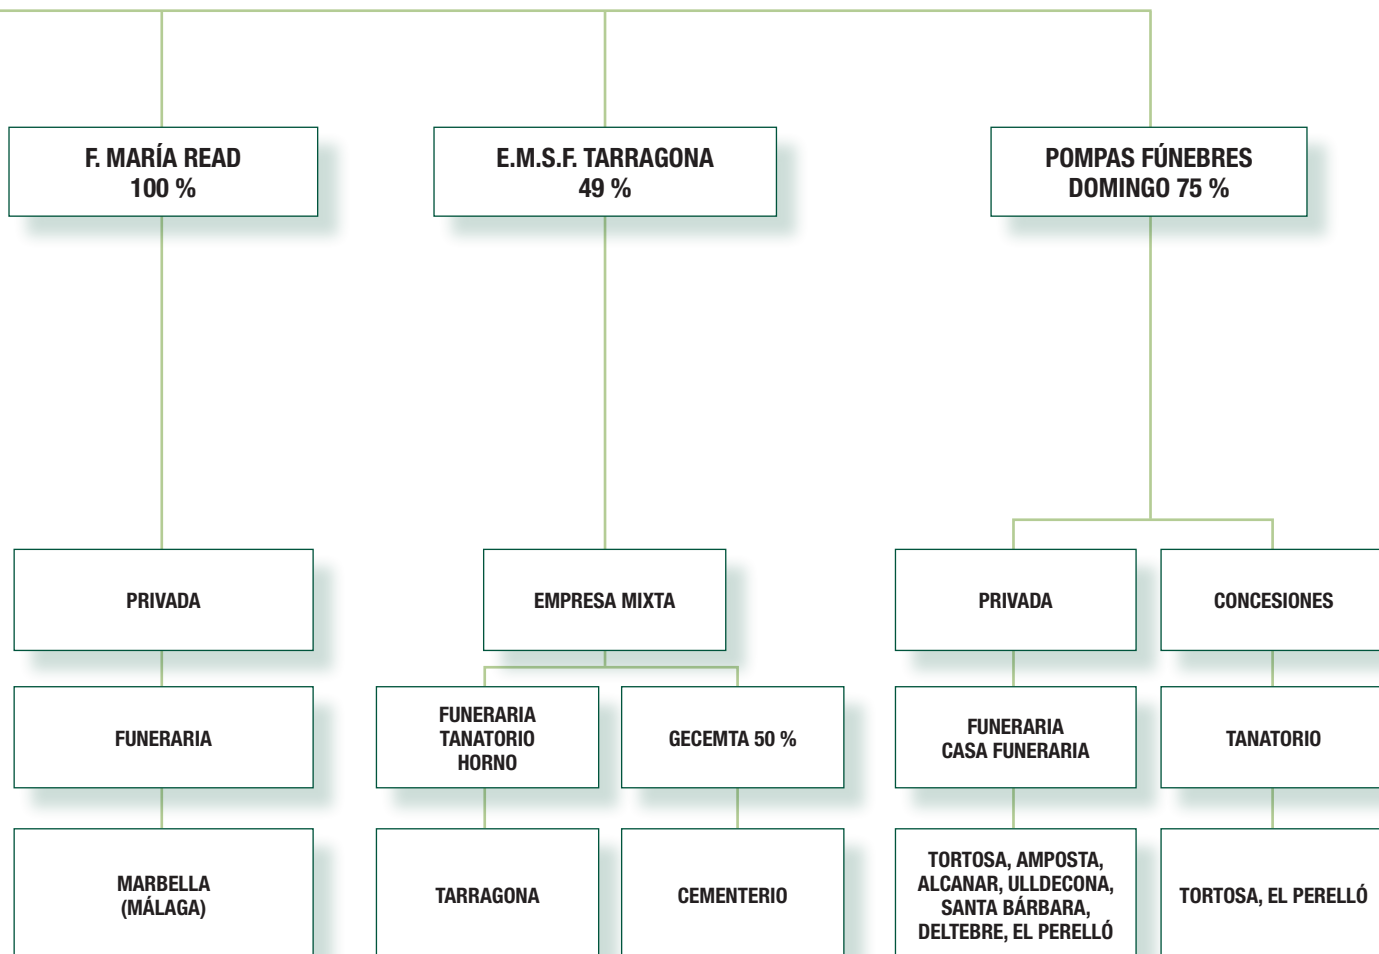 F. MARÍA READ
100 %
E.M.S.F. TARRAGONA
49 %
POMPAS FÚNEBRES
DOMINGO 75 %
PRIVADA
EMPRESA MIXTA
PRIVADA
CONCESIONES
FUNERARIA
FUNERARIA
TANATORIO
HORNO
GECEMTA 50 %
FUNERARIA
CASA FUNERARIA
TANATORIO
MARBELLA
(MÁLAGA)
TARRAGONA
CEMENTERIO
TORTOSA, AMPOSTA,
ALCANAR, ULLDECONA,
SANTA BÁRBARA,
DELTEBRE, EL PERELLÓ
TORTOSA, EL PERELLÓ